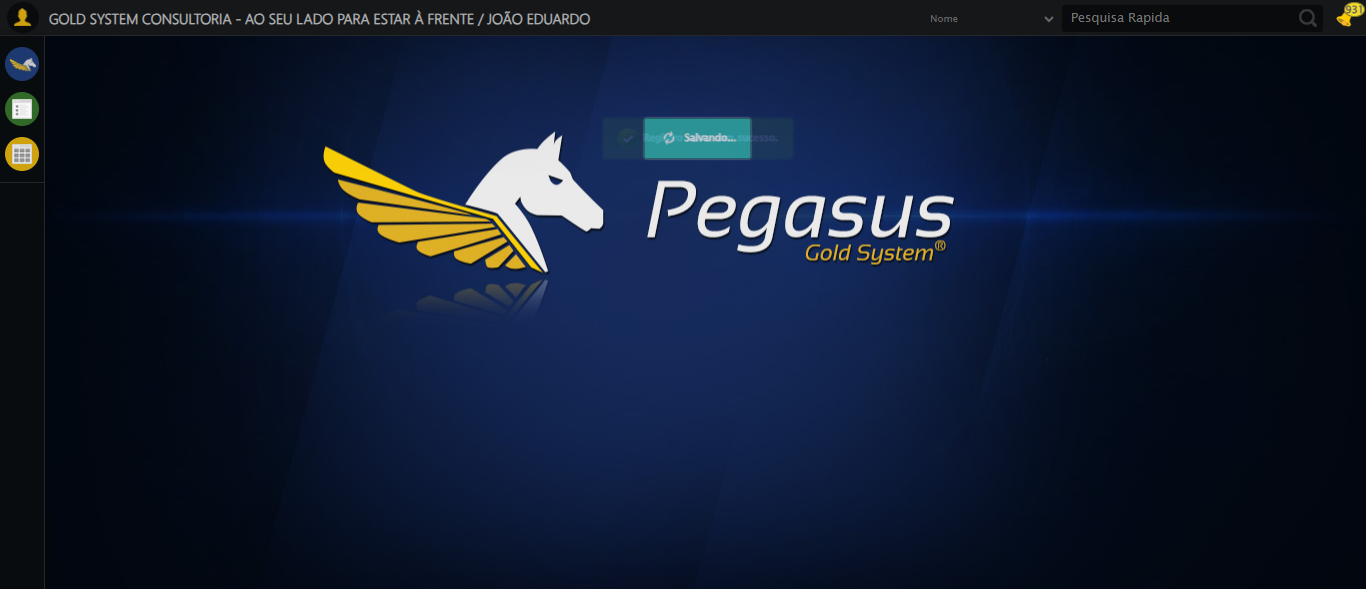 GOLD SYSTEM CONSULTORIA - AO SEU LADO PARA ESTAR À FRENTE / JOÃO EDUARDO
Nome
Pesquisa Rapida
931
Salvando...
sucesso.
Pegasus
Gold System®